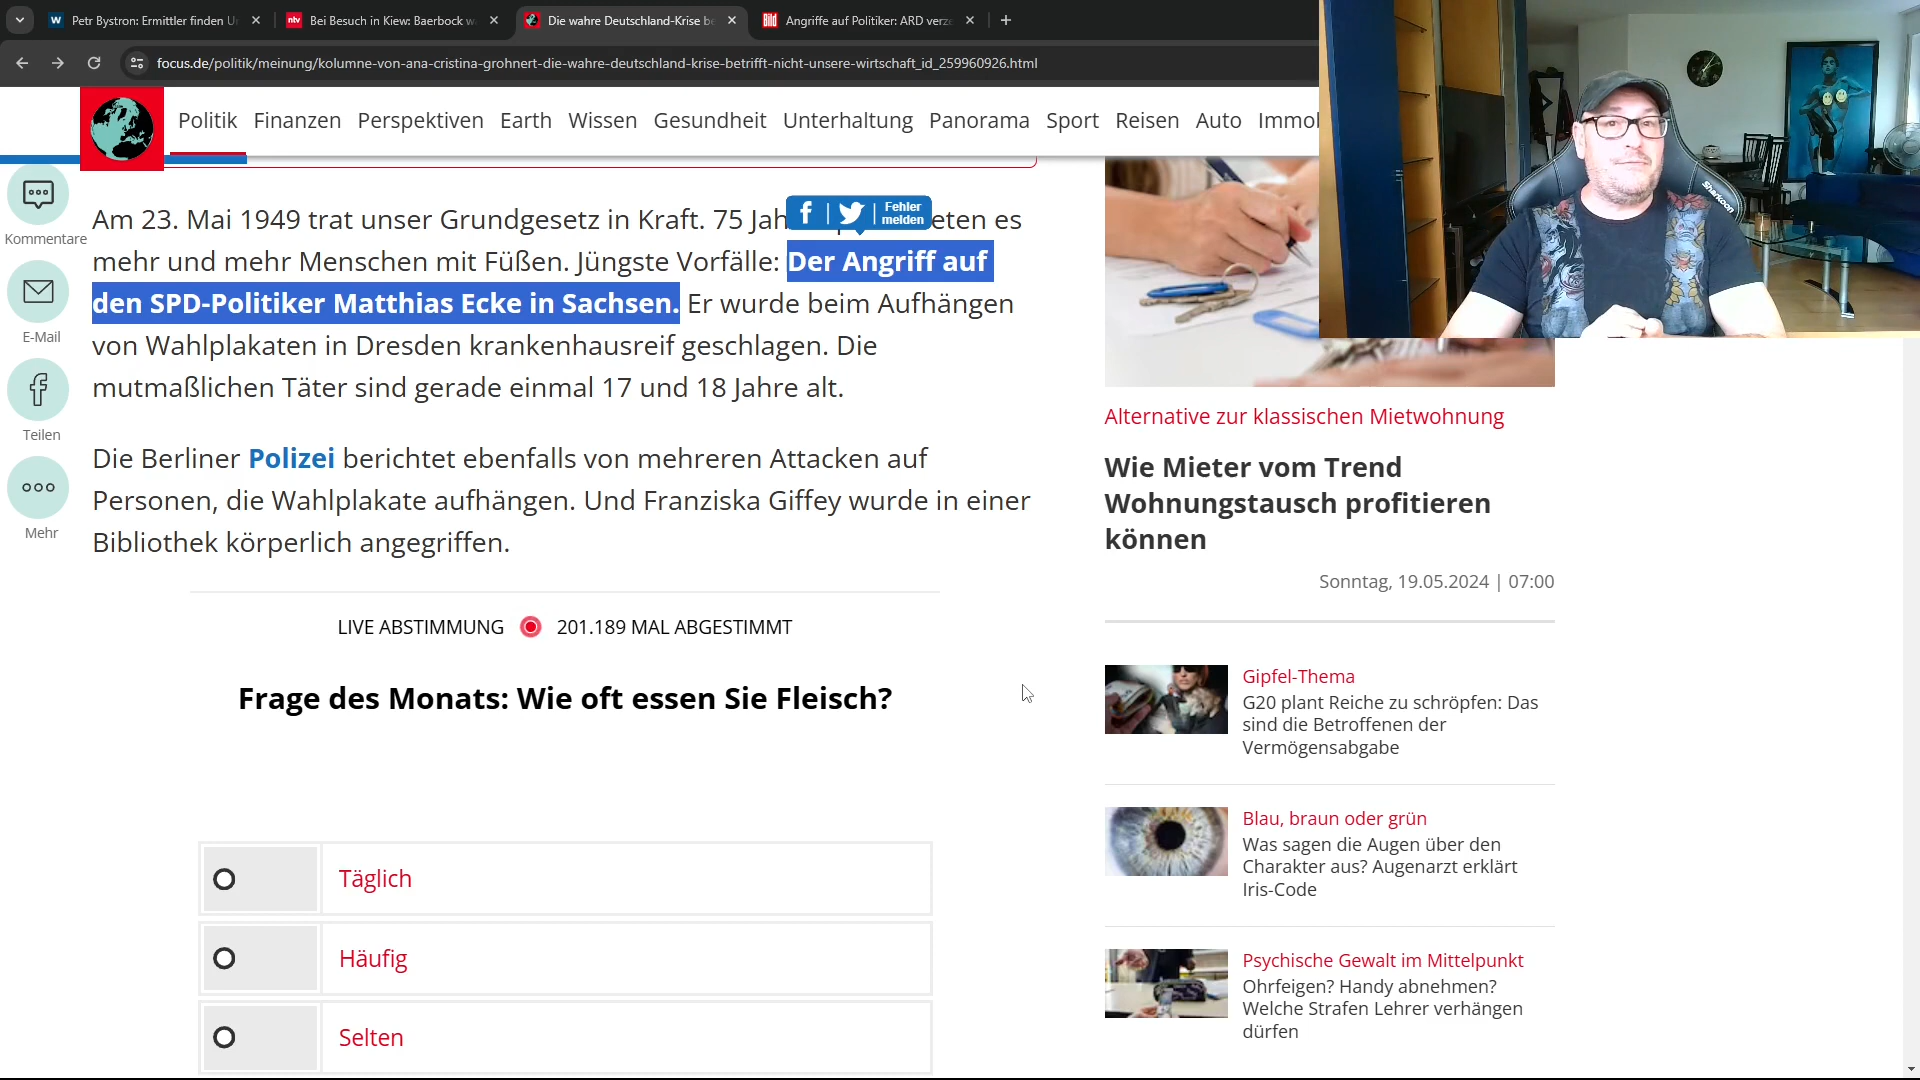 Petr Bystron: Ermittler finden U
Bei Besuch in Kiew: Baerbock w
Die wahre Deutschland-Krise be
Angriffe auf Politiker: ARD verze
focus.de/politik/meinung/kolumne-von-ana-cristina-grohnert-die-wahre-deutschland-krise-betrifft-nicht-unsere-wirtschaft_id_259960926.html
Politik Finanzen Perspektiven Earth Wissen Gesundheit Unterhaltung Panorama Sport Reisen Auto Immo
Kommentare
E-Mail
Teilen
Mehr
Fehler
melden
Am 23. Mai 1949 trat unser Grundgesetz in Kraft. 75 Jah eten es
mehr und mehr Menschen mit Füßen. Jüngste Vorfälle: Der Angriff auf
den SPD-Politiker Matthias Ecke in Sachsen. Er wurde beim Aufhängen
von Wahlplakaten in Dresden krankenhausreif geschlagen. Die
mutmaßlichen Täter sind gerade einmal 17 und 18 Jahre alt.
Die Berliner Polizei berichtet ebenfalls von mehreren Attacken auf
Personen, die Wahlplakate aufhängen. Und Franziska Giffey wurde in einer
Bibliothek körperlich angegriffen.
LIVE ABSTIMMUNG 201.189 MAL ABGESTIMMT
Frage des Monats: Wie oft essen Sie Fleisch?
Täglich
Häufig
Selten
Alternative zur klassischen Mietwohnung
Wie Mieter vom Trend
Wohnungstausch profitieren
können
Sonntag, 19.05.2024 | 07:00
Gipfel-Thema
G20 plant Reiche zu schröpfen: Das
sind die Betroffenen der
Vermögensabgabe
Blau, braun oder grün
Was sagen die Augen über den
Charakter aus? Augenarzt erklärt
Iris-Code
Psychische Gewalt im Mittelpunkt
Ohrfeigen? Handy abnehmen?
Welche Strafen Lehrer verhängen
dürfen
Sharkoon